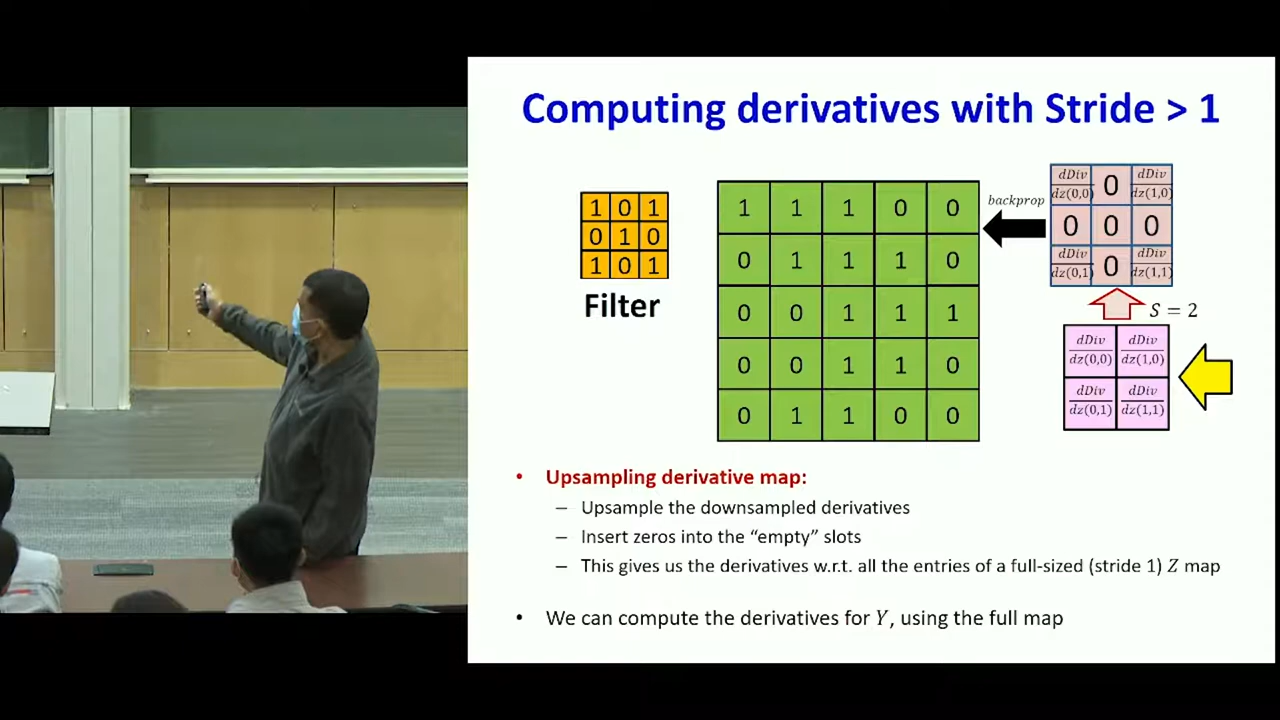 Computing derivatives with Stride > 1
1 0 1
0 1 0
1 0 1
Filter
1 1 1 0 0
0 1 1 1 0
0 0 1 1 1
0 0 1 1 0
0 1 1 0 0
backprop
dDiv/dz(0,0) 0 dDiv/dz(1,0)
0 0 0
dDiv/dz(0,1) 0 dDiv/dz(1,1)
S = 2
dDiv/dz(0,0) dDiv/dz(1,0)
dDiv/dz(0,1) dDiv/dz(1,1)
• Upsampling derivative map:
– Upsample the downsampled derivatives
– Insert zeros into the “empty” slots
– This gives us the derivatives w.r.t. all the entries of a full-sized (stride 1) Z map
• We can compute the derivatives for Y, using the full map